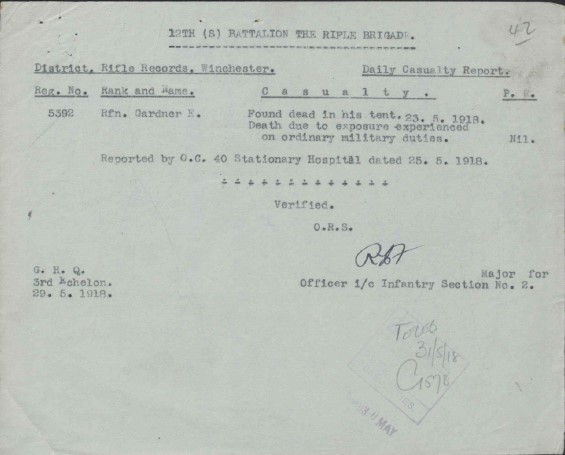 42
12TH (S) BATTALION THE RIFLE BRIGADE.
District, Rifle Records, Winchester. Daily Casualty Report.
Reg. No. Rank and Name. Casualty. P. E.
5392 Rfn. Gardner E. Found dead in his tent. 23. 5. 1918.
Death due to exposure experienced
on ordinary military duties. Nil.
Reported by O.C. 40 Stationary Hospital dated 25. 5. 1918.
Verified.
O.R.S.
G. H. Q. Major for
3rd Echelon. Officer i/c Infantry Section No. 2.
29. 5. 1918.
31/5/18
MAY